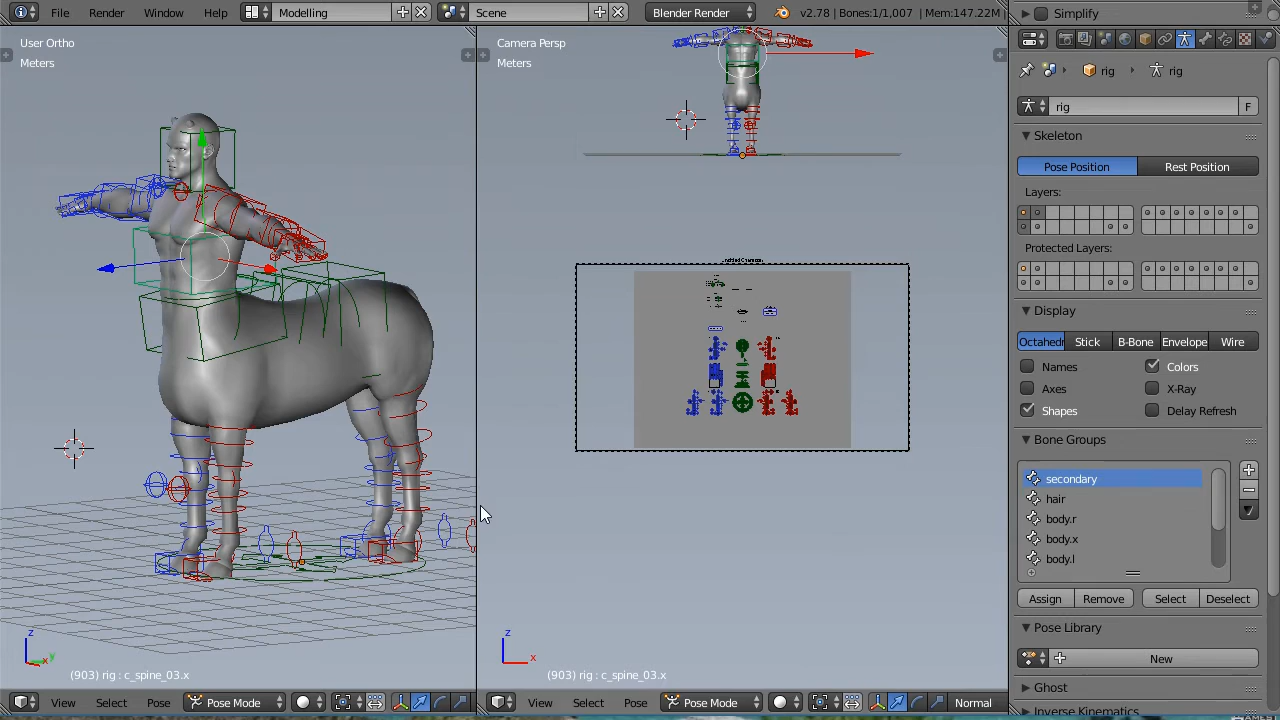 File Render Window Help Modelling Scene Blender Render v2.78 | Bones:1/1,007 | Mem:147.22M
Simplify
User Ortho
Meters
Camera Persp
Meters
rig rig
rig F
Skeleton
Pose Position Rest Position
Layers:
Protected Layers:
Display
Octahedr Stick B-Bone Envelope Wire
Names Colors
Axes X-Ray
Shapes Delay Refresh
Bone Groups
secondary
hair
body.r
body.x
body.l
Assign Remove Select Deselect
Pose Library
New
Ghost
Inverse Kinematics
z
y
x
(903) rig : c_spine_03.x
z
x
(903) rig : c_spine_03.x
View Select Pose Pose Mode
View Select Pose Pose Mode Normal